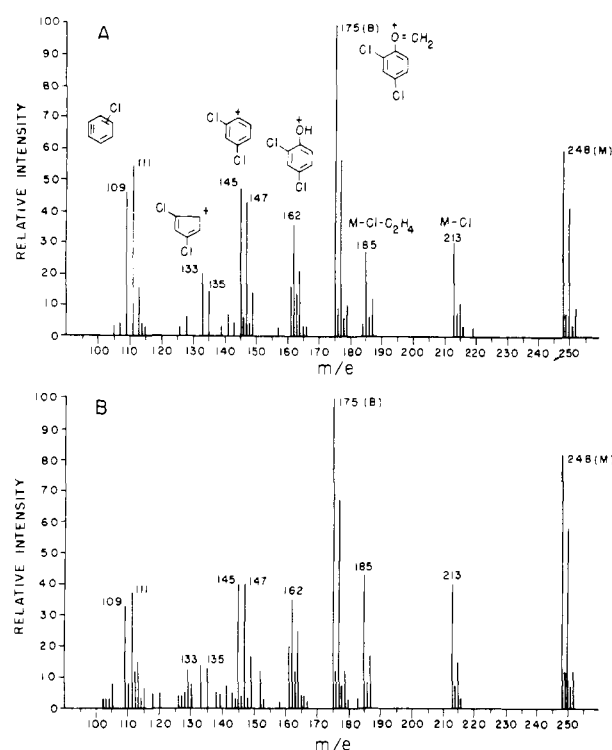 A
RELATIVE INTENSITY
100
90
80
70
60
50
40
30
20
10
0
Cl
109
111
Cl
Cl
+
133
135
+
Cl
Cl
145
147
+
OH
Cl
Cl
162
175 (B)
+
O=CH2
Cl
Cl
M-Cl-C2H4
185
M-Cl
213
248 (M)
100 110 120 130 140 150 160 170 180 190 200 210 220 230 240 250
m/e
B
RELATIVE INTENSITY
100
90
80
70
60
50
40
30
20
10
0
109
111
133
135
145
147
162
175 (B)
185
213
248 (M)
100 110 120 130 140 150 160 170 180 190 200 210 220 230 240 250
m/e